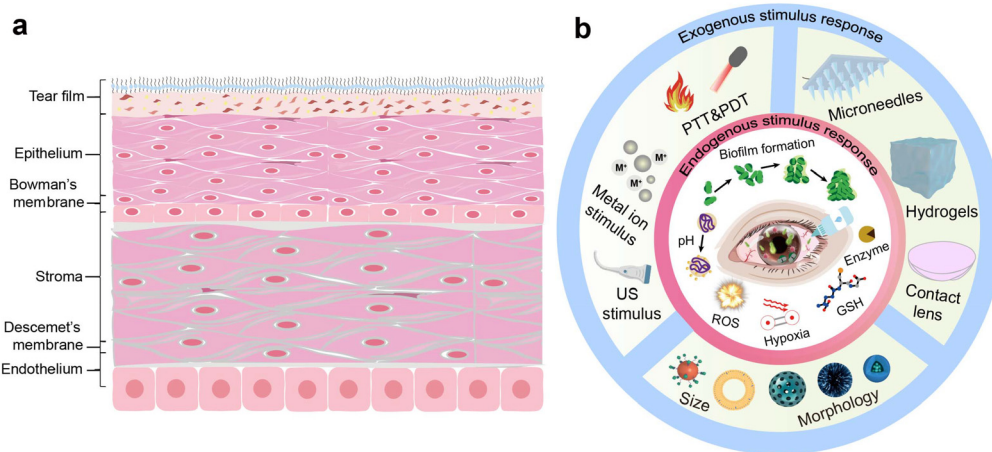 a
Tear film
Epithelium
Bowman's
membrane
Stroma
Descemet's
membrane
Endothelium
b
Exogenous stimulus response
PTT&PDT
Microneedles
Metal ion
stimulus
M⁺
M⁺
M⁺
M⁺
Hydrogels
US
stimulus
Contact
lens
Size
Morphology
Endogenous stimulus response
Biofilm formation
pH
Enzyme
ROS
Hypoxia
GSH